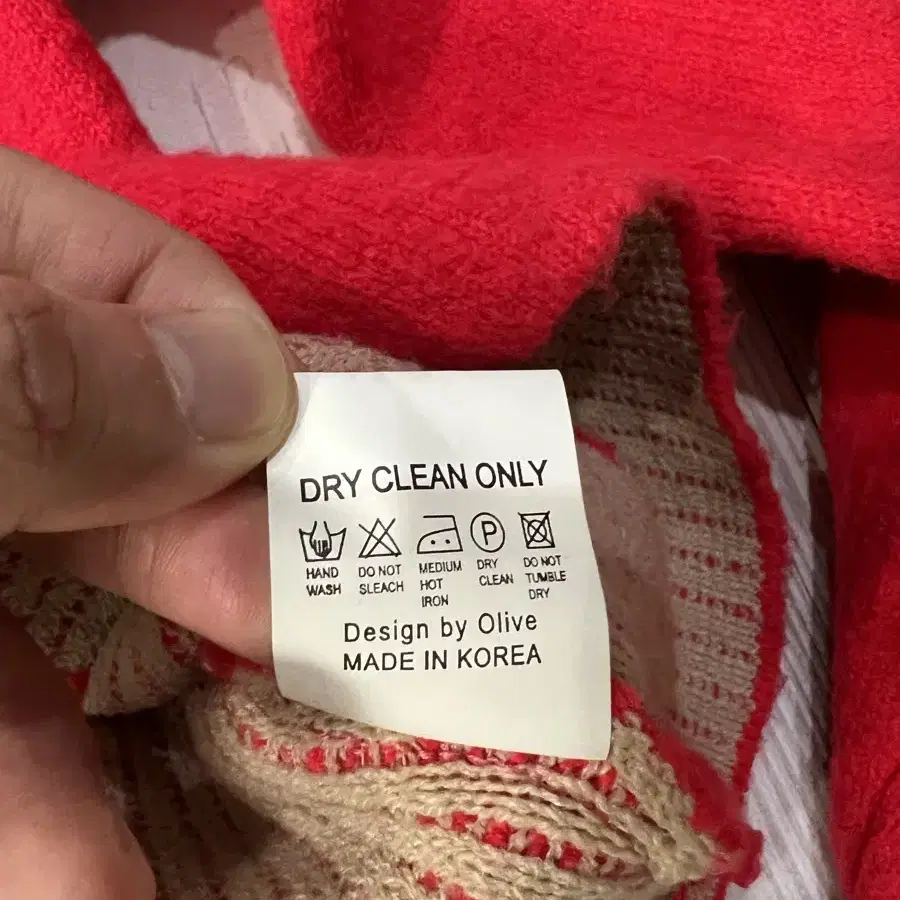 DRY CLEAN ONLY
P
HAND WASH
DO NOT SLEACH
MEDIUM HOT IRON
DRY CLEAN
DO NOT TUMBLE DRY
Design by Olive
MADE IN KOREA